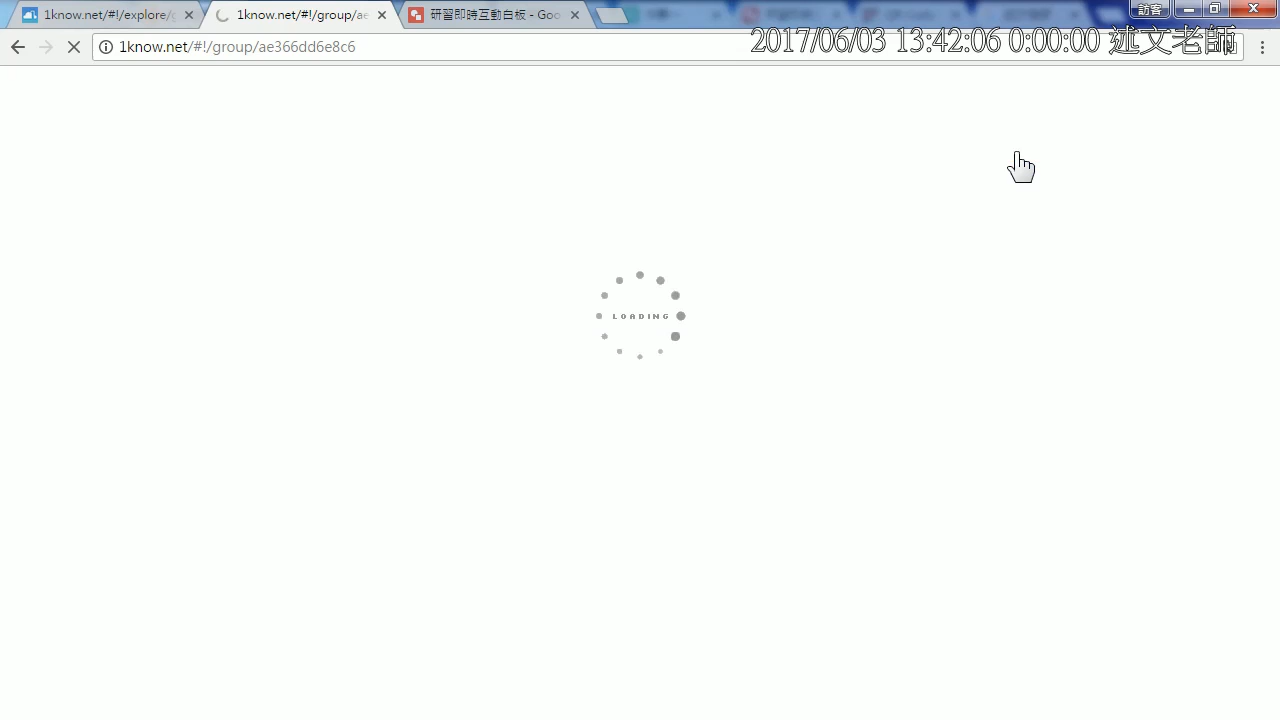 1know.net/#!/explore/g
1know.net/#!/group/ae
研習即時互動白板 - Goo
訪客
1know.net/#!/group/ae366dd6e8c6
2017/06/03 13:42:06 0:00:00 述文老師
LOADING